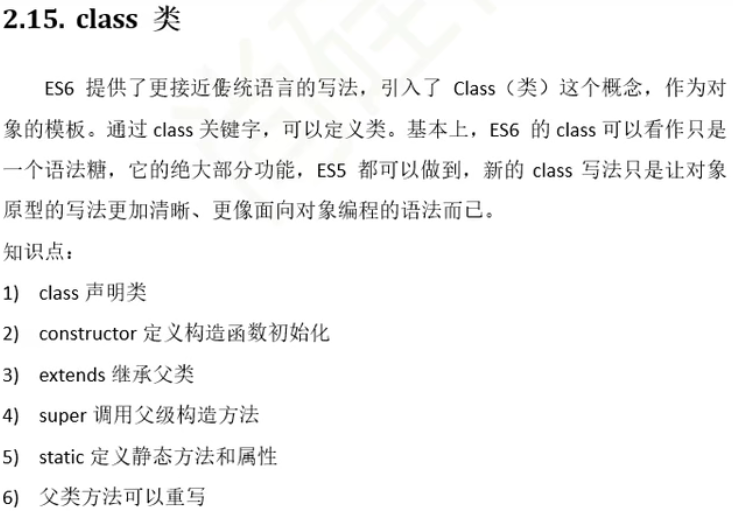 2.15. class 类
ES6 提供了更接近传统语言的写法，引入了 Class（类）这个概念，作为对
象的模板。通过 class 关键字，可以定义类。基本上，ES6 的 class 可以看作只是
一个语法糖，它的绝大部分功能，ES5 都可以做到，新的 class 写法只是让对象
原型的写法更加清晰、更像面向对象编程的语法而已。
知识点：
1) class 声明类
2) constructor 定义构造函数初始化
3) extends 继承父类
4) super 调用父级构造方法
5) static 定义静态方法和属性
6) 父类方法可以重写